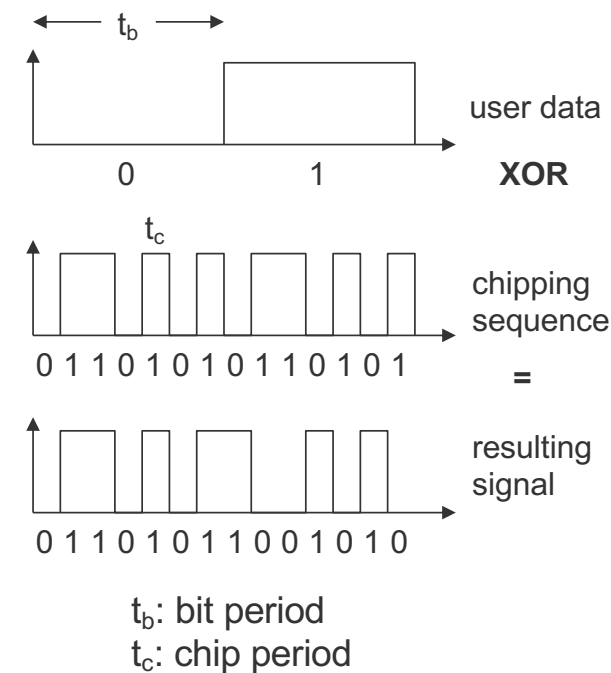 t_b
user data
0 1 XOR
t_c
chipping
sequence
0 1 1 0 1 0 1 0 1 1 0 1 0 1
=
resulting
signal
0 1 1 0 1 0 1 1 0 0 1 0 1 0
t_b: bit period
t_c: chip period